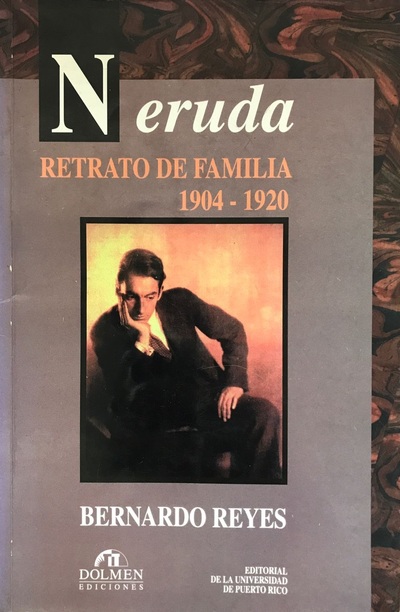 Neruda
RETRATO DE FAMILIA
1904 - 1920
BERNARDO REYES
DOLMEN
EDICIONES
EDITORIAL
DE LA UNIVERSIDAD
DE PUERTO RICO